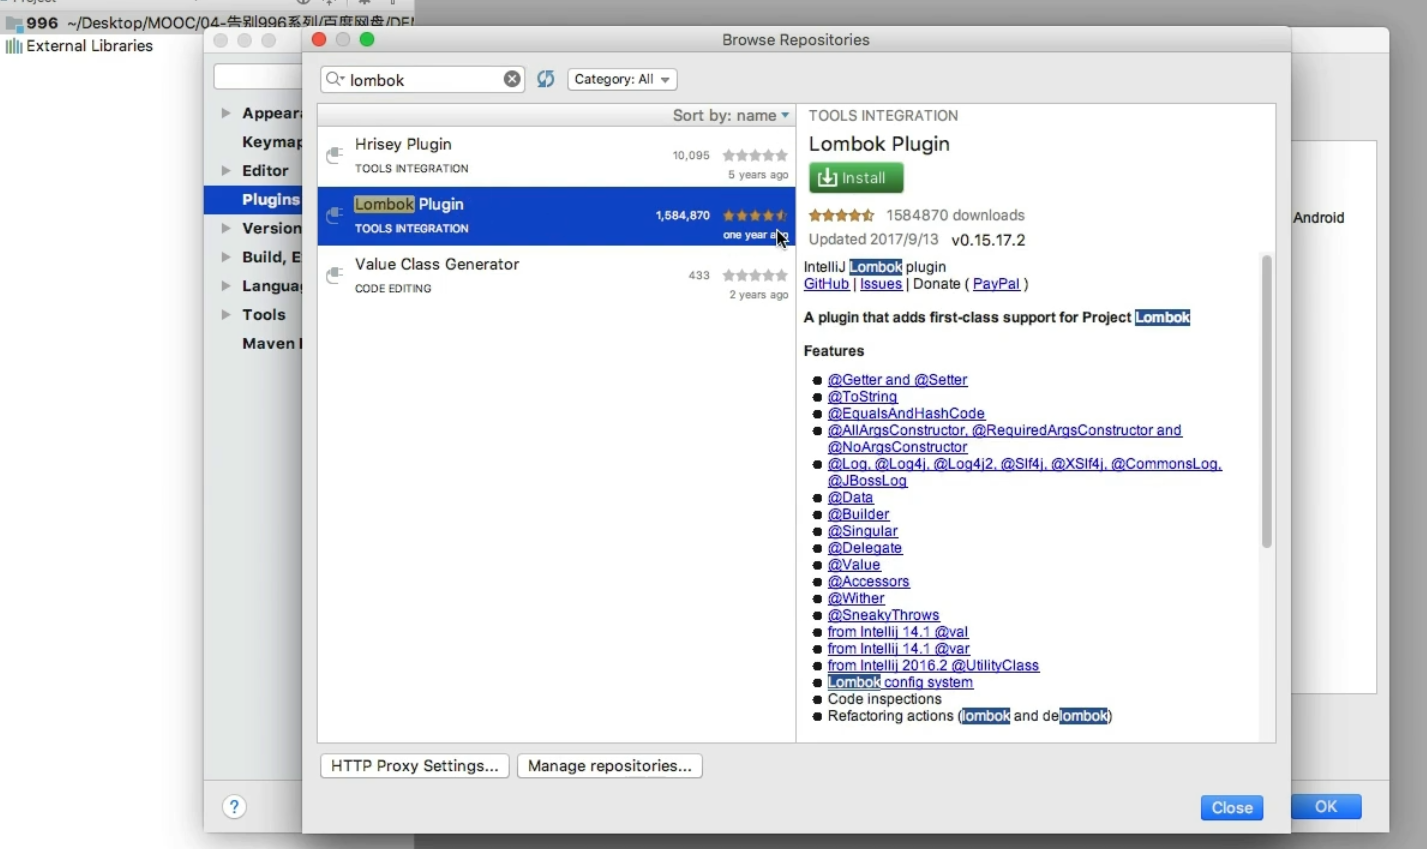 Project
996 ~/Desktop/MOOC/04-告别996系列/百度网盘/DEM
External Libraries
Browse Repositories
lombok
Category: All
Sort by: name
Hrisey Plugin
TOOLS INTEGRATION
10,095
5 years ago
Lombok Plugin
TOOLS INTEGRATION
1,584,870
one year ago
Value Class Generator
CODE EDITING
433
2 years ago
TOOLS INTEGRATION
Lombok Plugin
Install
1584870 downloads
Updated 2017/9/13 v0.15.17.2
IntelliJ Lombok plugin
GitHub | Issues | Donate ( PayPal )
A plugin that adds first-class support for Project Lombok
Features
@Getter and @Setter
@ToString
@EqualsAndHashCode
@AllArgsConstructor, @RequiredArgsConstructor and
@NoArgsConstructor
@Log, @Log4j, @Log4j2, @Slf4j, @XSlf4j, @CommonsLog,
@JBossLog
@Data
@Builder
@Singular
@Delegate
@Value
@Accessors
@Wither
@SneakyThrows
from Intellij 14.1 @val
from Intellij 14.1 @var
from Intellij 2016.2 @UtilityClass
Lombok config system
Code inspections
Refactoring actions (lombok and delombok)
HTTP Proxy Settings...
Manage repositories...
Close
Appear
Keymap
Editor
Plugins
Version
Build, E
Langua
Tools
Maven
?
Android
OK